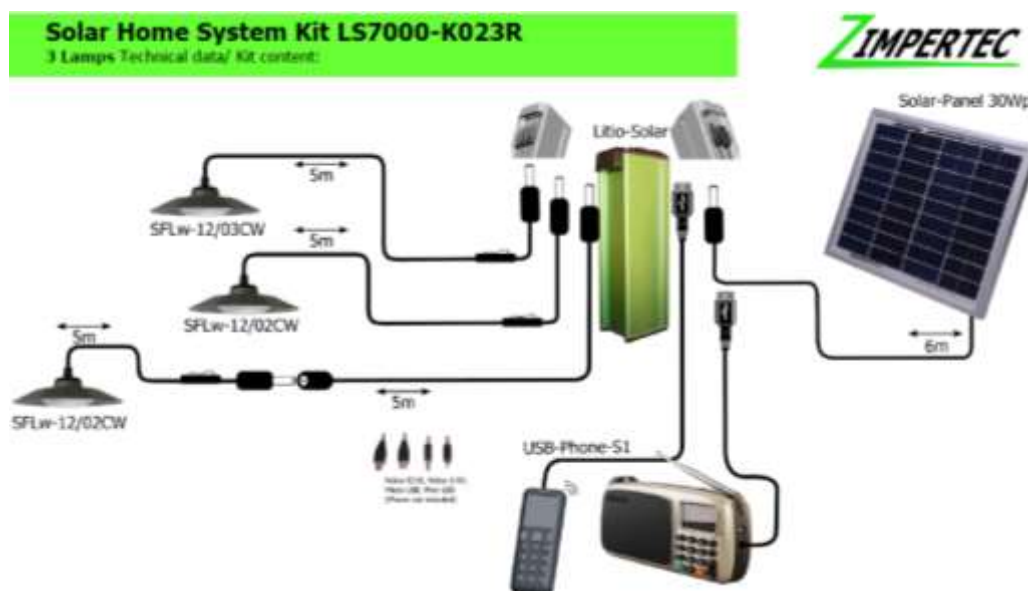 Solar Home System Kit LS7000-K023R
3 Lamps Technical data/ Kit content:
ZIMPERTEC
Solar-Panel 30Wp
Litio-Solar
5m
SFLw-12/03CW
5m
SFLw-12/02CW
5m
6m
SFLw-12/02CW
5m
USB-Phone-S1